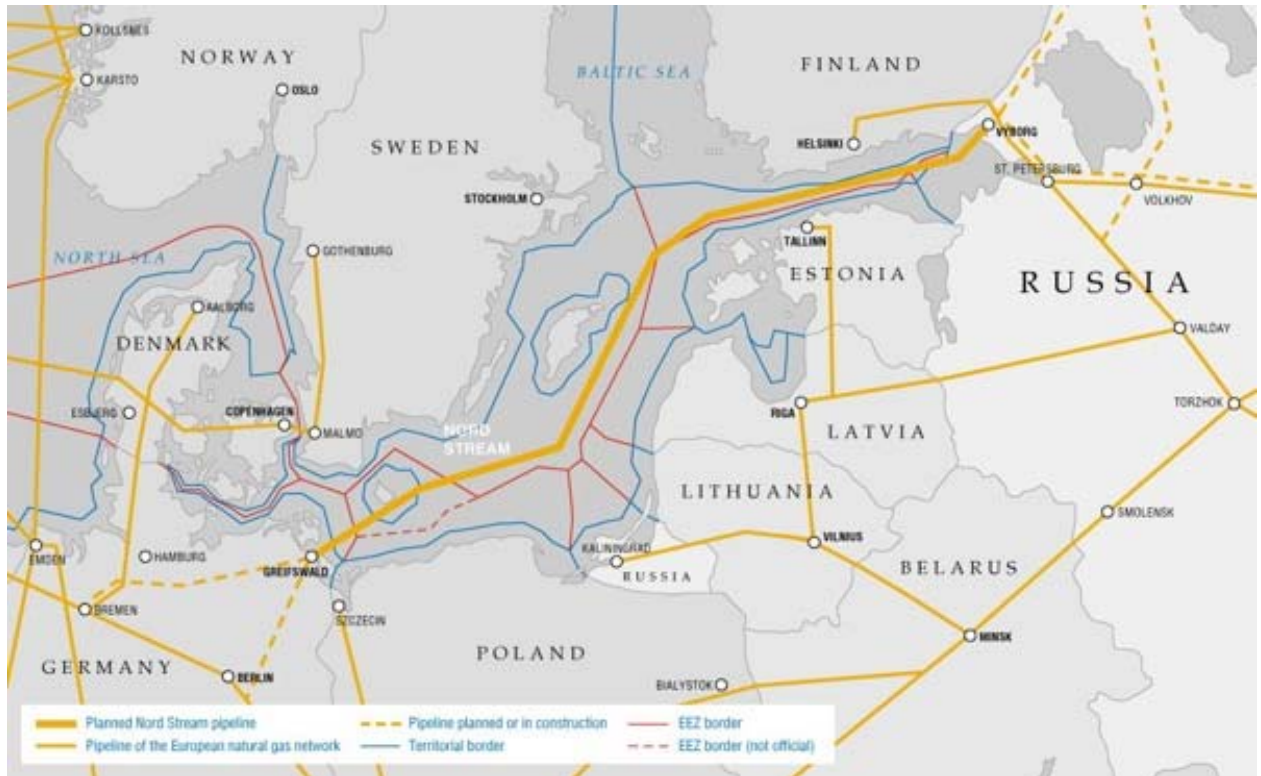 KOLLSNES
NORWAY
KARSTO
OSLO
BALTIC SEA
FINLAND
HELSINKI
VYBORG
SWEDEN
STOCKHOLM
ST. PETERSBURG
VOLKHOV
NORTH SEA
GOTHENBURG
TALLINN
ESTONIA
RUSSIA
AALBORG
DENMARK
VALDAY
ESBJERG
COPENHAGEN
MALMO
NORD
STREAM
RIGA
LATVIA
TORZHOK
LITHUANIA
SMOLENSK
EMDEN
HAMBURG
GREIFSWALD
KALININGRAD
RUSSIA
VILNIUS
BELARUS
BREMEN
SZCZECIN
MINSK
GERMANY
BERLIN
POLAND
BIALYSTOK
Planned Nord Stream pipeline
Pipeline of the European natural gas network
Pipeline planned or in construction
Territorial border
EEZ border
EEZ border (not official)